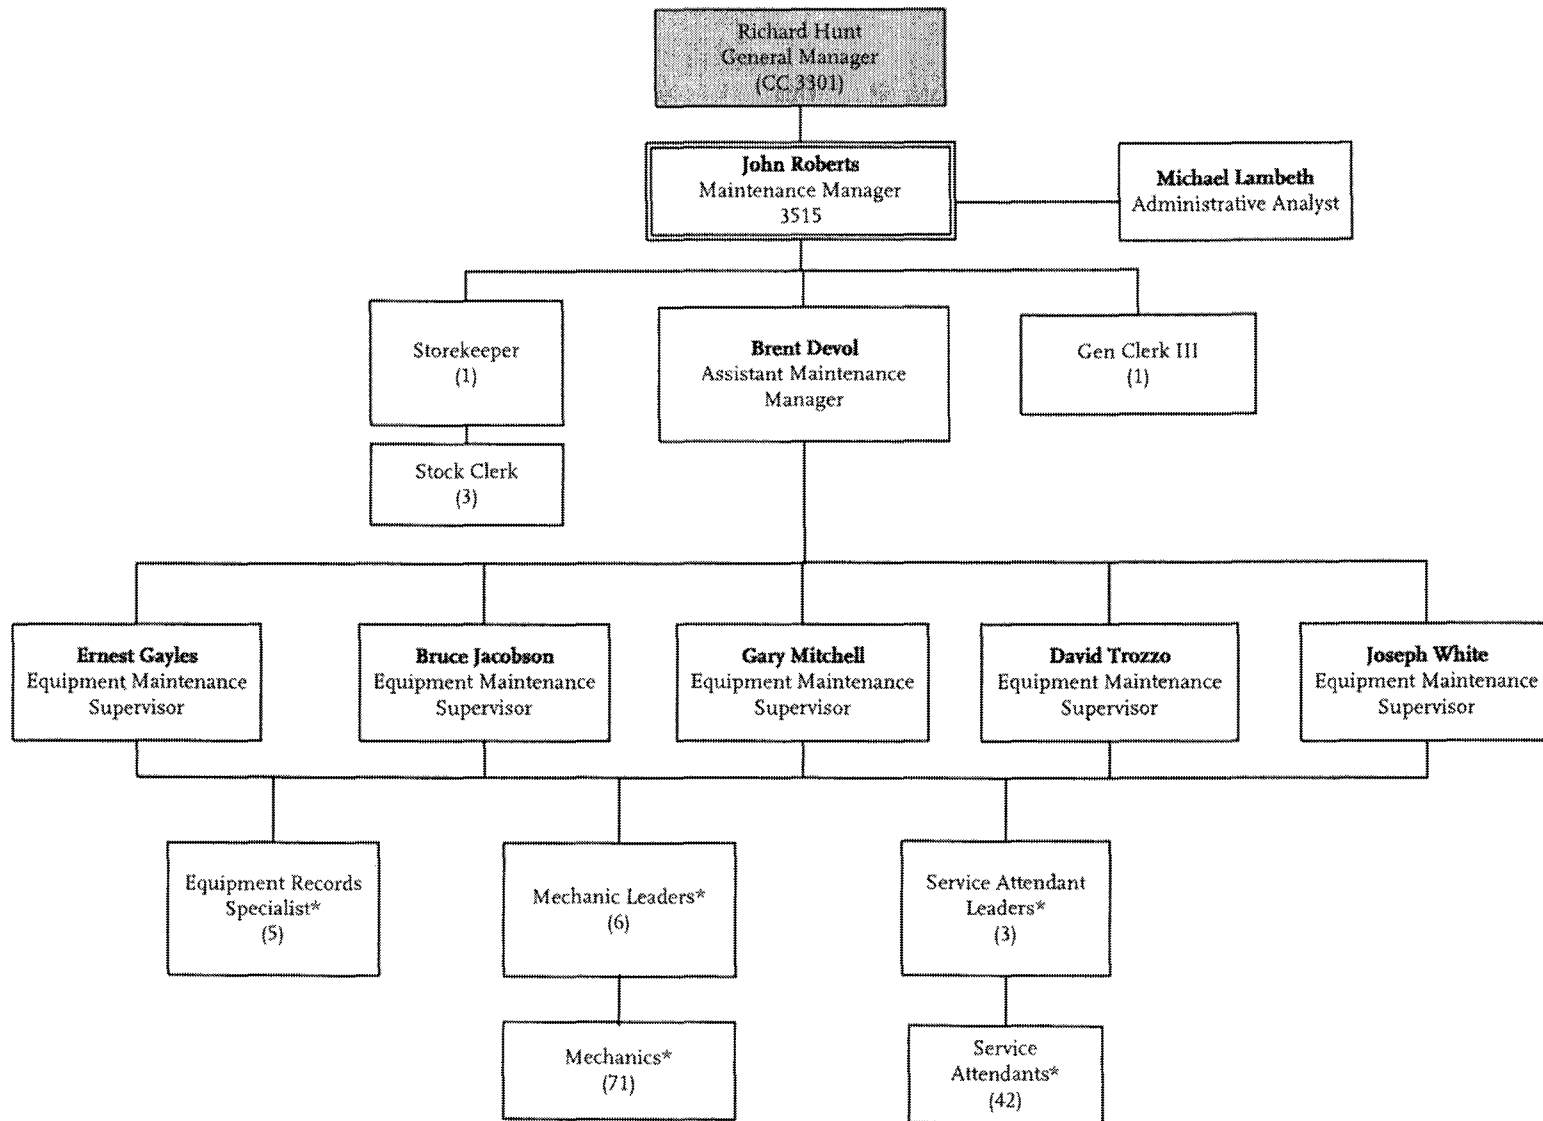 Richard Hunt
General Manager
(CC 3301)
John Roberts
Maintenance Manager
3515
Michael Lambeth
Administrative Analyst
Storekeeper
(1)
Brent Devol
Assistant Maintenance
Manager
Gen Clerk III
(1)
Stock Clerk
(3)
Ernest Gayles
Equipment Maintenance
Supervisor
Bruce Jacobson
Equipment Maintenance
Supervisor
Gary Mitchell
Equipment Maintenance
Supervisor
David Trozzo
Equipment Maintenance
Supervisor
Joseph White
Equipment Maintenance
Supervisor
Equipment Records
Specialist*
(5)
Mechanic Leaders*
(6)
Service Attendant
Leaders*
(3)
Mechanics*
(71)
Service
Attendants*
(42)